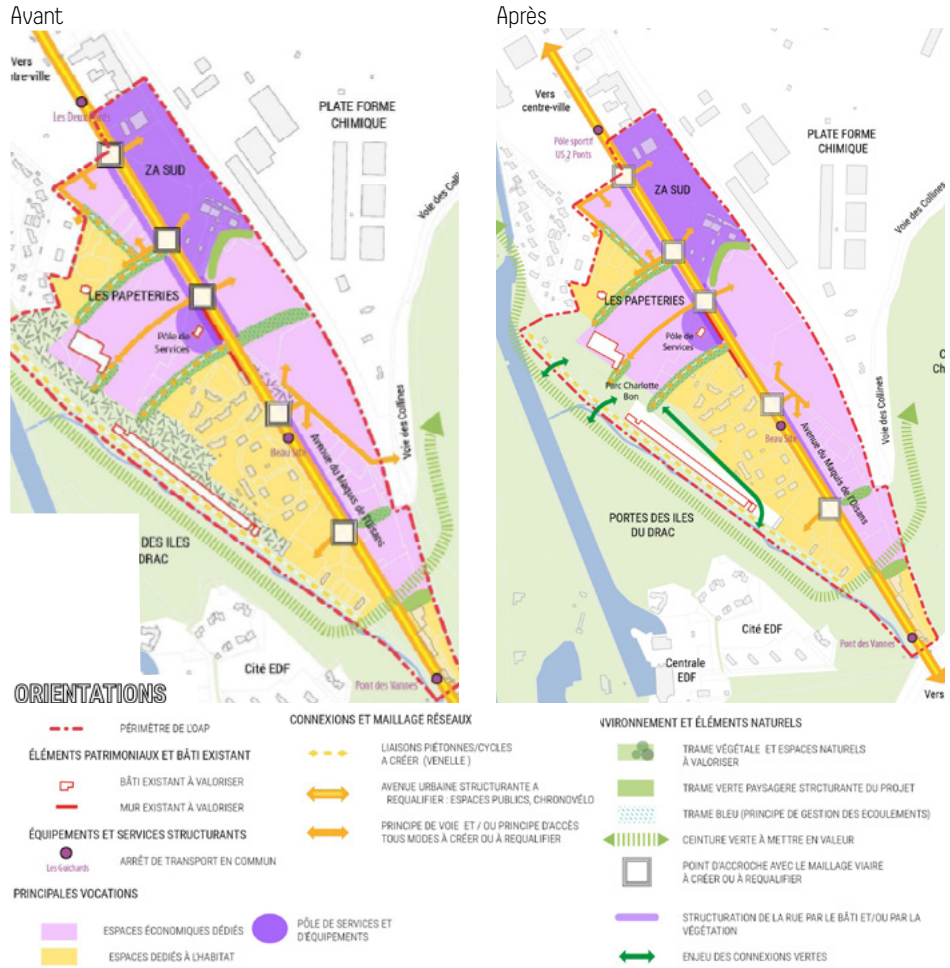 Avant
Vers
ntre-ville
PLATE FORME
CHIMIQUE
ZA SUD
Voie des Coll
LES PAPETERIES
Pôle de
Services
Beau Site
Avenue du Maquis de l'Oisans
Voie des Collines
DES ILES
DRAC
Cité EDF
Pont des Vannes
Après
Vers
centre-ville
Pôle sportif
US 2 Ponts
PLATE FORME
CHIMIQUE
ZA SUD
Voie des Collines
LES PAPETERIES
Pôle de
Services
Parc Charlotte
Bon
C
Ch
Beau Site
Avenue du Maquis de l'Oisans
Voie des Collines
PORTES DES ILES
DU DRAC
Cité EDF
Centrale
EDF
Pont des Vannes
Vers
ORIENTATIONS
PÉRIMÈTRE DE L'OAP
ÉLÉMENTS PATRIMONIAUX ET BÂTI EXISTANT
BÂTI EXISTANT À VALORISER
MUR EXISTANT À VALORISER
ÉQUIPEMENTS ET SERVICES STRUCTURANTS
Les Guichards
ARRÊT DE TRANSPORT EN COMMUN
PRINCIPALES VOCATIONS
ESPACES ÉCONOMIQUES DÉDIÉS
ESPACES DEDIÉS À L'HABITAT
PÔLE DE SERVICES ET
D'ÉQUIPEMENTS
CONNEXIONS ET MAILLAGE RÉSEAUX
LIAISONS PIÉTONNES/CYCLES
A CRÉER (VENELLE )
AVENUE URBAINE STRUCTURANTE A
REQUALIFIER : ESPACES PUBLICS, CHRONOVÉLO
PRINCIPE DE VOIE ET / OU PRINCIPE D'ACCÈS
TOUS MODES À CRÉER OU À REQUALIFIER
NVIRONNEMENT ET ÉLÉMENTS NATURELS
TRAME VÉGÉTALE ET ESPACES NATURELS
À VALORISER
TRAME VERTE PAYSAGERE STRCTURANTE DU PROJET
TRAME BLEU (PRINCIPE DE GESTION DES ECOULEMENTS)
CEINTURE VERTE À METTRE EN VALEUR
POINT D'ACCROCHE AVEC LE MAILLAGE VIAIRE
À CRÉER OU À REQUALIFIER
STRUCTURATION DE LA RUE PAR LE BÂTI ET/OU PAR LA
VÉGÉTATION
ENJEU DES CONNEXIONS VERTES